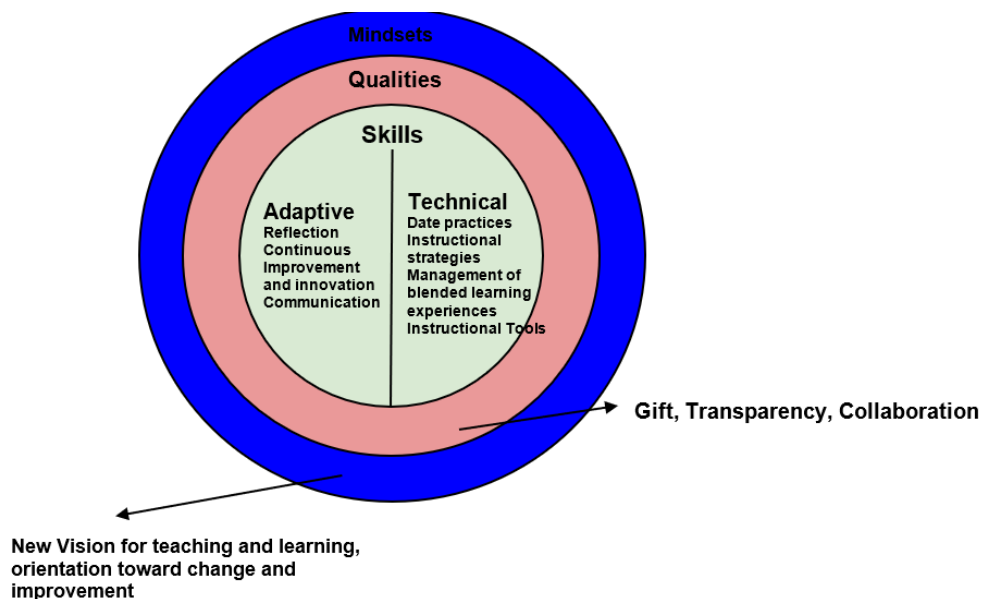 Mindsets
Qualities
Skills
Adaptive
Reflection
Continuous
Improvement
and innovation
Communication
Technical
Date practices
Instructional
strategies
Management of
blended learning
experiences
Instructional Tools
Gift, Transparency, Collaboration
New Vision for teaching and learning,
orientation toward change and
improvement